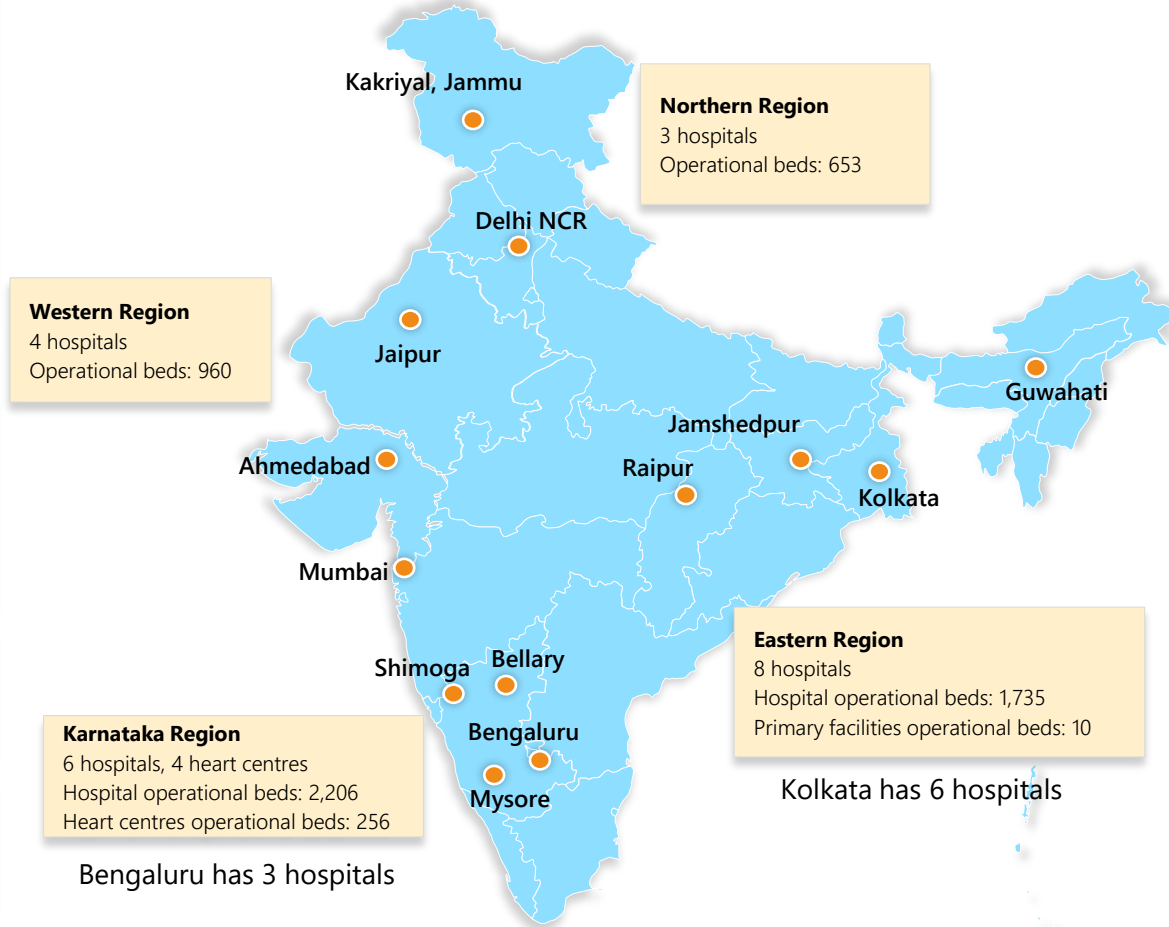 Kakriyal, Jammu
Northern Region
3 hospitals
Operational beds: 653
Delhi NCR
Western Region
4 hospitals
Operational beds: 960
Jaipur
Guwahati
Jamshedpur
Ahmedabad
Raipur
Kolkata
Mumbai
Eastern Region
8 hospitals
Hospital operational beds: 1,735
Primary facilities operational beds: 10
Kolkata has 6 hospitals
Shimoga
Bellary
Bengaluru
Mysore
Karnataka Region
6 hospitals, 4 heart centres
Hospital operational beds: 2,206
Heart centres operational beds: 256
Bengaluru has 3 hospitals